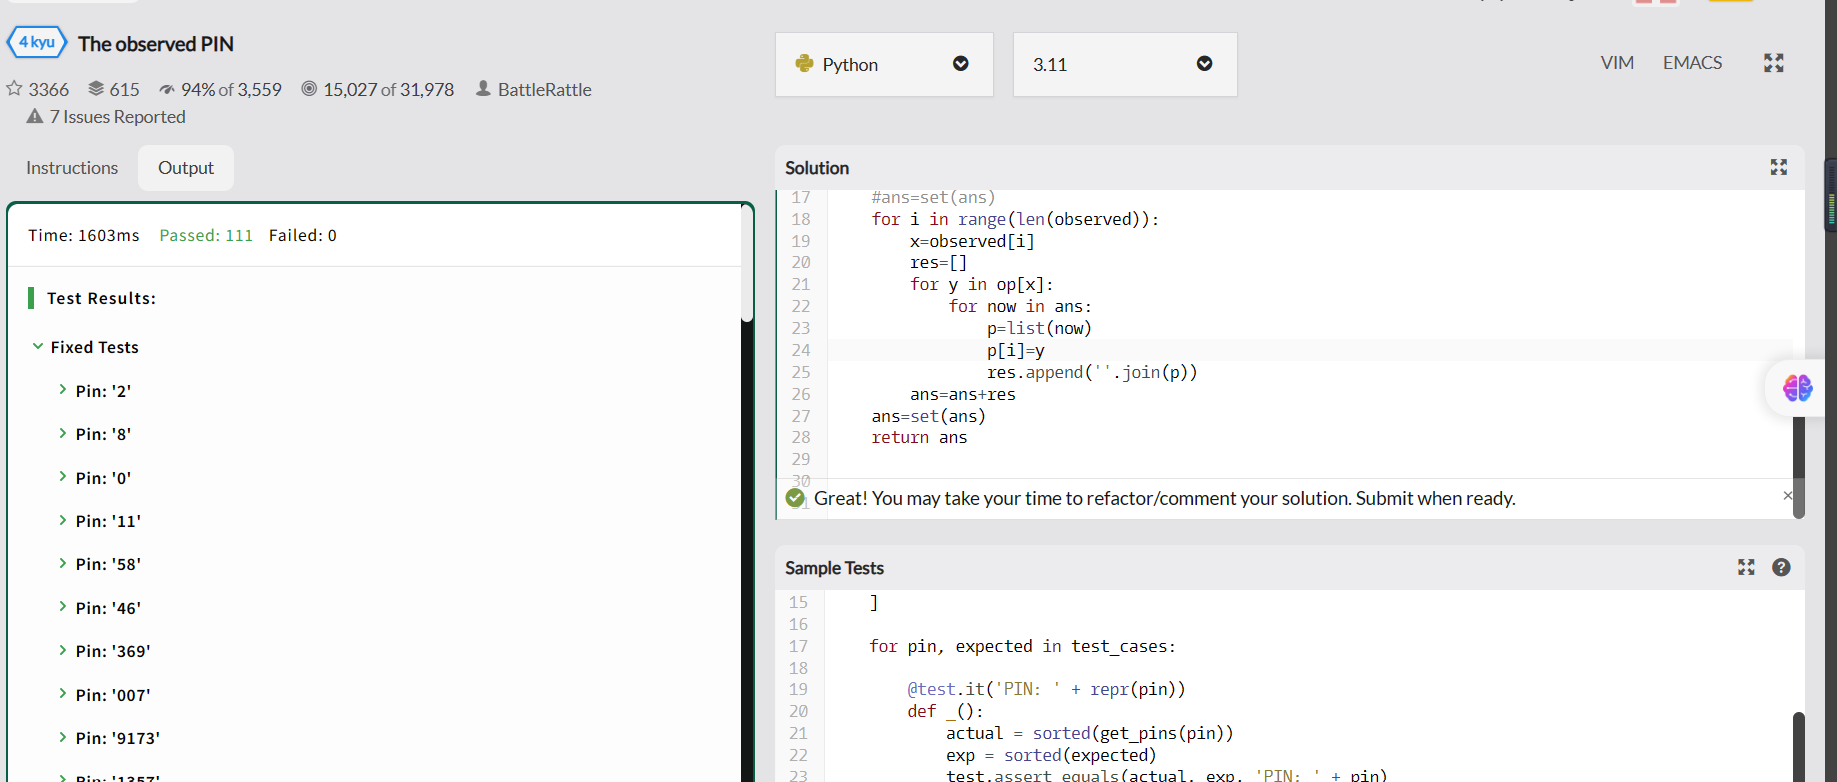 4 kyu The observed PIN
3366 615 94% of 3,559 15,027 of 31,978 BattleRattle
7 Issues Reported
Instructions Output
Time: 1603ms Passed: 111 Failed: 0
Test Results:
Fixed Tests
Pin: '2'
Pin: '8'
Pin: '0'
Pin: '11'
Pin: '58'
Pin: '46'
Pin: '369'
Pin: '007'
Pin: '9173'
Pin: '1357'
Python 3.11 VIM EMACS
Solution
17 #ans=set(ans)
18 for i in range(len(observed)):
19 x=observed[i]
20 res=[]
21 for y in op[x]:
22 for now in ans:
23 p=list(now)
24 p[i]=y
25 res.append(''.join(p))
26 ans=ans+res
27 ans=set(ans)
28 return ans
29
30
Great! You may take your time to refactor/comment your solution. Submit when ready.
Sample Tests
15 ]
16
17 for pin, expected in test_cases:
18
19 @test.it('PIN: ' + repr(pin))
20 def _():
21 actual = sorted(get_pins(pin))
22 exp = sorted(expected)
23 test.assert_equals(actual, exp, 'PIN: ' + pin)